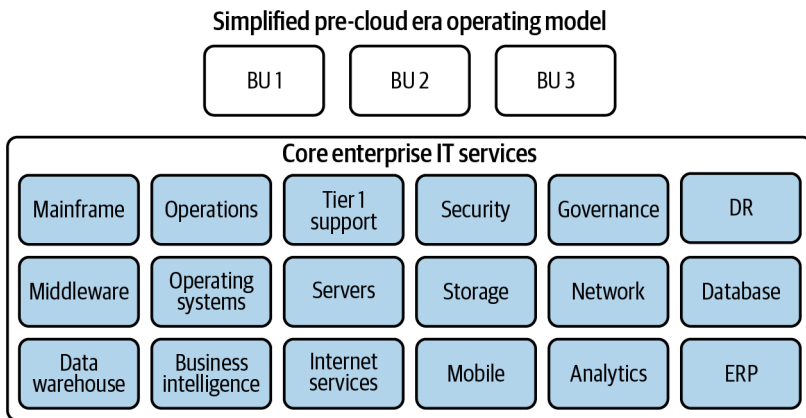 Simplified pre-cloud era operating model
BU 1
BU 2
BU 3
Core enterprise IT services
Mainframe
Operations
Tier 1
support
Security
Governance
DR
Middleware
Operating
systems
Servers
Storage
Network
Database
Data
warehouse
Business
intelligence
Internet
services
Mobile
Analytics
ERP